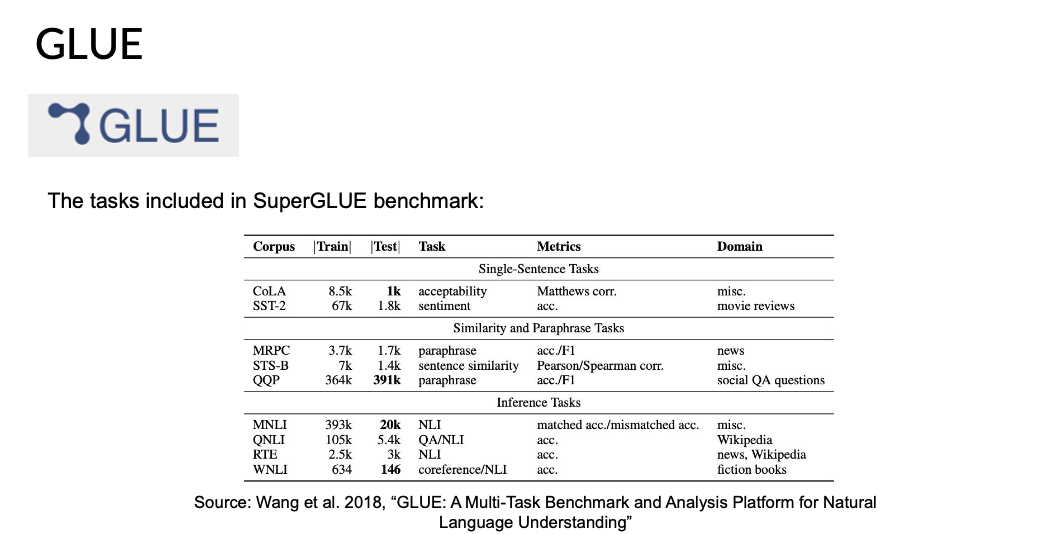 GLUE
GLUE
The tasks included in SuperGLUE benchmark:
Corpus |Train| |Test| Task Metrics Domain
Single-Sentence Tasks
CoLA 8.5k 1k acceptability Matthews corr. misc.
SST-2 67k 1.8k sentiment acc. movie reviews
Similarity and Paraphrase Tasks
MRPC 3.7k 1.7k paraphrase acc./F1 news
STS-B 7k 1.4k sentence similarity Pearson/Spearman corr. misc.
QQP 364k 391k paraphrase acc./F1 social QA questions
Inference Tasks
MNLI 393k 20k NLI matched acc./mismatched acc. misc.
QNLI 105k 5.4k QA/NLI acc. Wikipedia
RTE 2.5k 3k NLI acc. news, Wikipedia
WNLI 634 146 coreference/NLI acc. fiction books
Source: Wang et al. 2018, “GLUE: A Multi-Task Benchmark and Analysis Platform for Natural
Language Understanding”